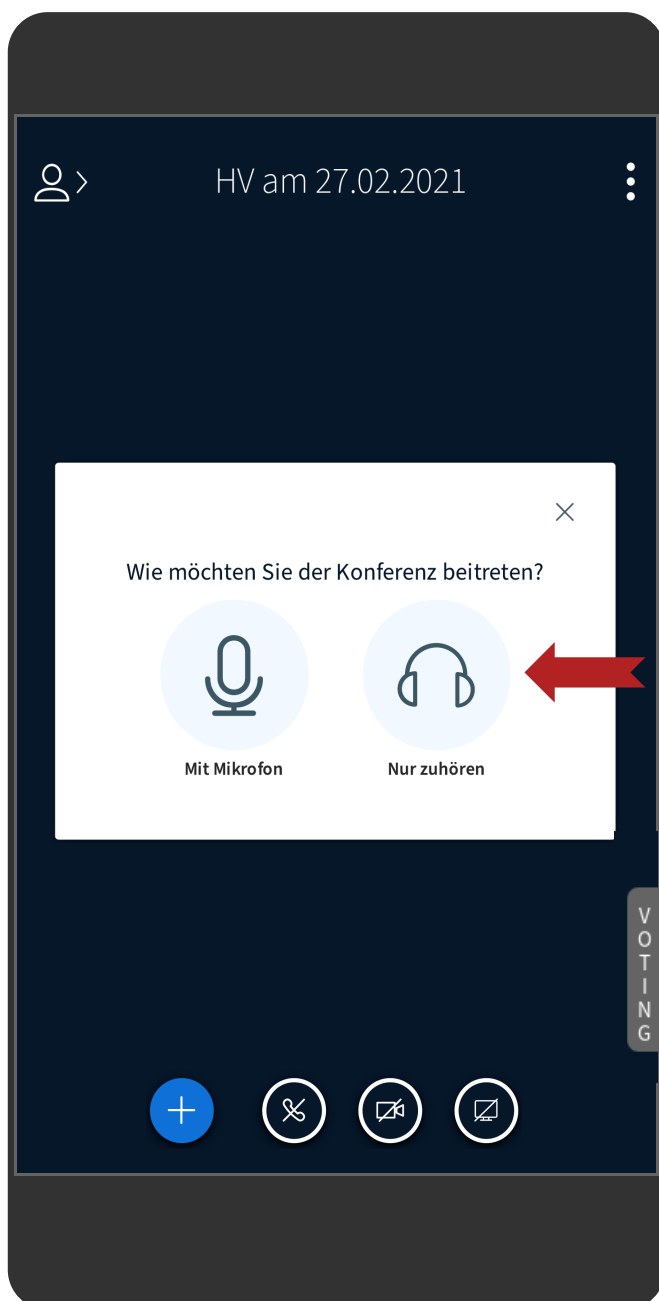 HV am 27.02.2021
Wie möchten Sie der Konferenz beitreten?
Mit Mikrofon
Nur zuhören
VOTING